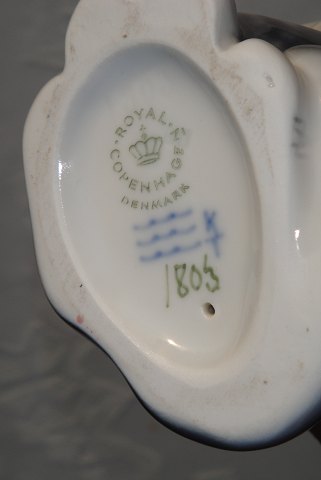 ROYAL
COPENHAGEN
DENMARK
1803